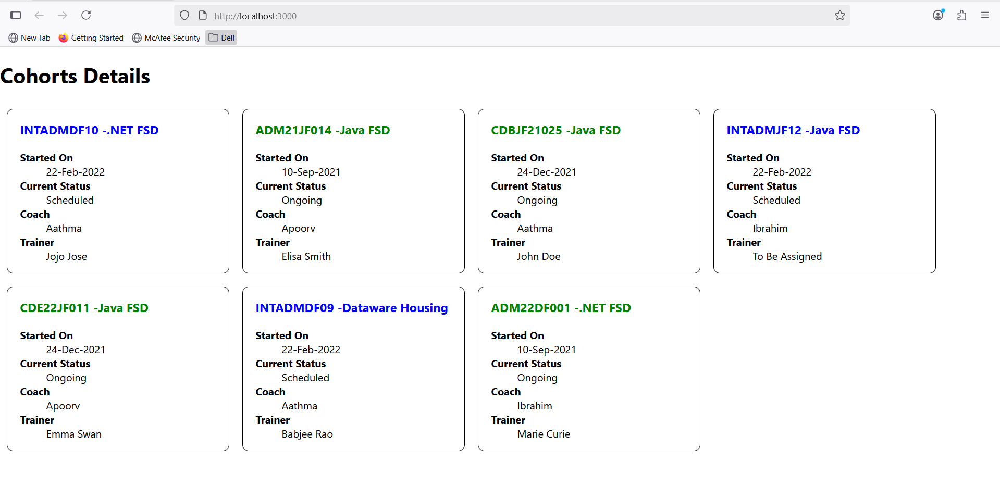 http://localhost:3000
New Tab Getting Started McAfee Security Dell
Cohorts Details
INTADMDF10 -.NET FSD
Started On
22-Feb-2022
Current Status
Scheduled
Coach
Aathma
Trainer
Jojo Jose
ADM21JF014 -Java FSD
Started On
10-Sep-2021
Current Status
Ongoing
Coach
Apoorv
Trainer
Elisa Smith
CDBJF21025 -Java FSD
Started On
24-Dec-2021
Current Status
Ongoing
Coach
Aathma
Trainer
John Doe
INTADMJF12 -Java FSD
Started On
22-Feb-2022
Current Status
Scheduled
Coach
Ibrahim
Trainer
To Be Assigned
CDE22JF011 -Java FSD
Started On
24-Dec-2021
Current Status
Ongoing
Coach
Apoorv
Trainer
Emma Swan
INTADMDF09 -Dataware Housing
Started On
22-Feb-2022
Current Status
Scheduled
Coach
Aathma
Trainer
Babjee Rao
ADM22DF001 -.NET FSD
Started On
10-Sep-2021
Current Status
Ongoing
Coach
Ibrahim
Trainer
Marie Curie